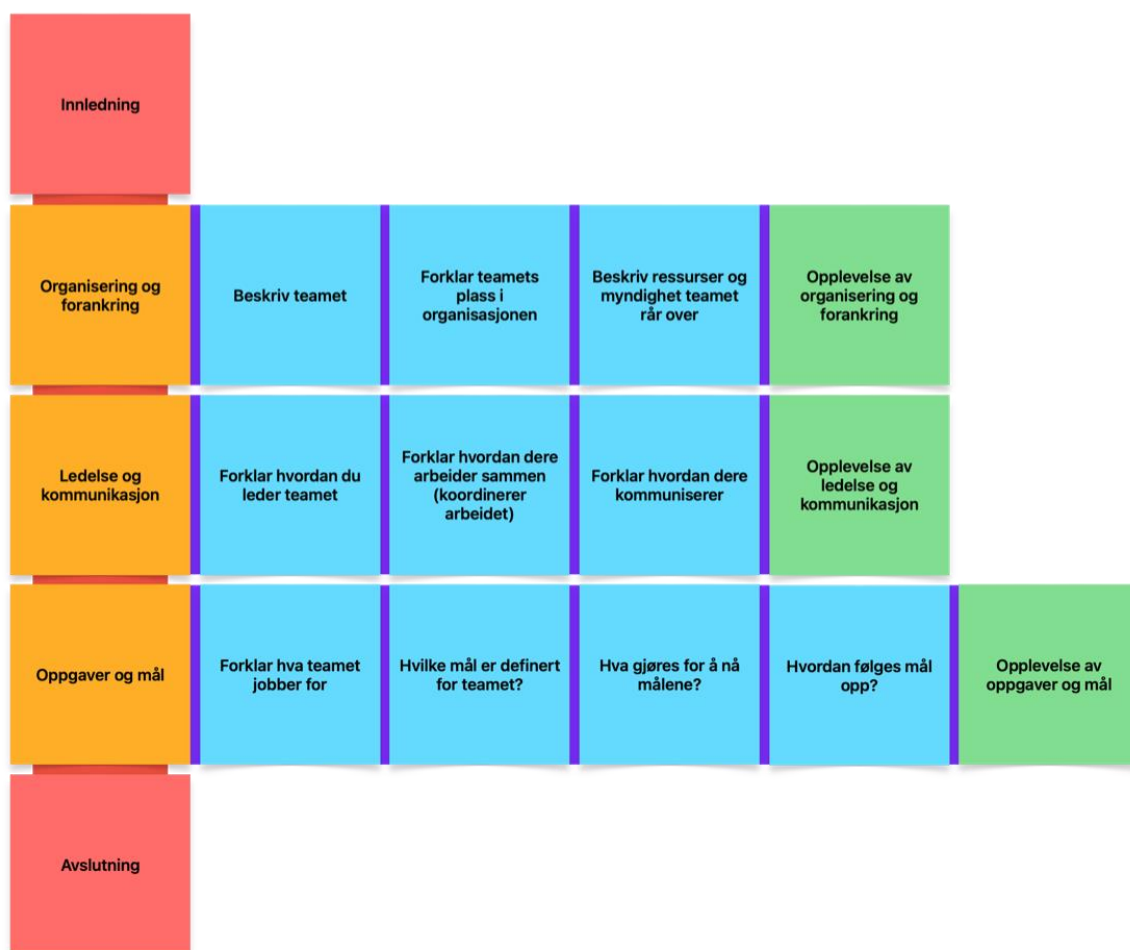 Innledning
Organisering og
forankring
Beskriv teamet
Forklar teamets
plass i
organisasjonen
Beskriv ressurser og
myndighet teamet
rår over
Opplevelse av
organisering og
forankring
Ledelse og
kommunikasjon
Forklar hvordan du
leder teamet
Forklar hvordan dere
arbeider sammen
(koordinerer
arbeidet)
Forklar hvordan dere
kommuniserer
Opplevelse av
ledelse og
kommunikasjon
Oppgaver og mål
Forklar hva teamet
jobber for
Hvilke mål er definert
for teamet?
Hva gjøres for å nå
målene?
Hvordan følges mål
opp?
Opplevelse av
oppgaver og mål
Avslutning